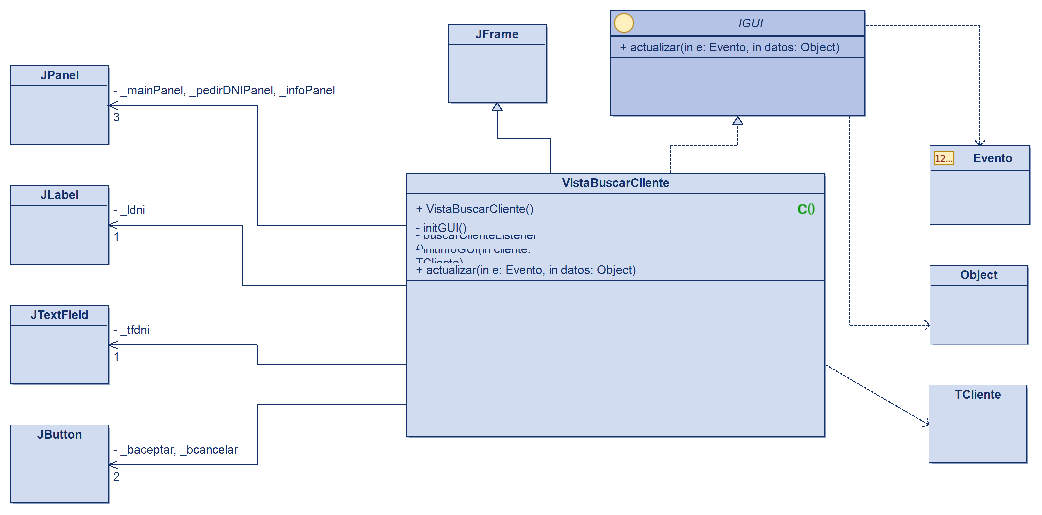 JFrame
IGUI
+ actualizar(in e: Evento, in datos: Object)
JPanel
- _mainPanel, _pedirDNIPanel, _infoPanel
3
12...
Evento
VistaBuscarCliente
JLabel
- _ldni
1
+ VistaBuscarCliente()
C()
- initGUI()
- buscarClienteListener
()initInfoGUI(in cliente:
TCliente)
+ actualizar(in e: Evento, in datos: Object)
Object
JTextField
- _tfdni
1
TCliente
JButton
- _baceptar, _bcancelar
2